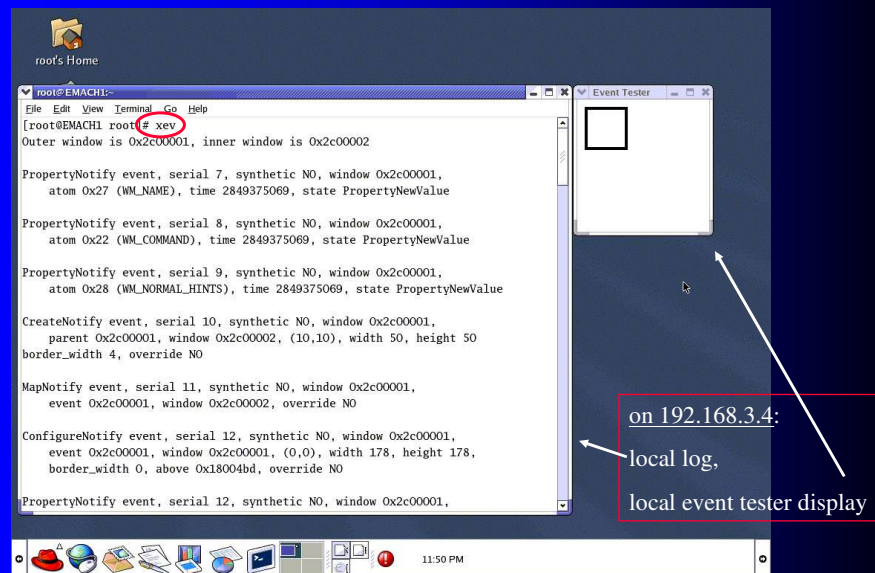 root's Home
root@EMACH1:~
File Edit View Terminal Go Help
[root@EMACH1 root]# xev
Outer window is 0x2c00001, inner window is 0x2c00002
PropertyNotify event, serial 7, synthetic NO, window 0x2c00001,
atom 0x27 (WM_NAME), time 2849375069, state PropertyNewValue
PropertyNotify event, serial 8, synthetic NO, window 0x2c00001,
atom 0x22 (WM_COMMAND), time 2849375069, state PropertyNewValue
PropertyNotify event, serial 9, synthetic NO, window 0x2c00001,
atom 0x28 (WM_NORMAL_HINTS), time 2849375069, state PropertyNewValue
CreateNotify event, serial 10, synthetic NO, window 0x2c00001,
parent 0x2c00001, window 0x2c00002, (10,10), width 50, height 50
border_width 4, override NO
MapNotify event, serial 11, synthetic NO, window 0x2c00001,
event 0x2c00001, window 0x2c00002, override NO
ConfigureNotify event, serial 12, synthetic NO, window 0x2c00001,
event 0x2c00001, window 0x2c00001, (0,0), width 178, height 178,
border_width 0, above 0x18004bd, override NO
PropertyNotify event, serial 12, synthetic NO, window 0x2c00001,
Event Tester
on 192.168.3.4:
local log,
local event tester display
11:50 PM